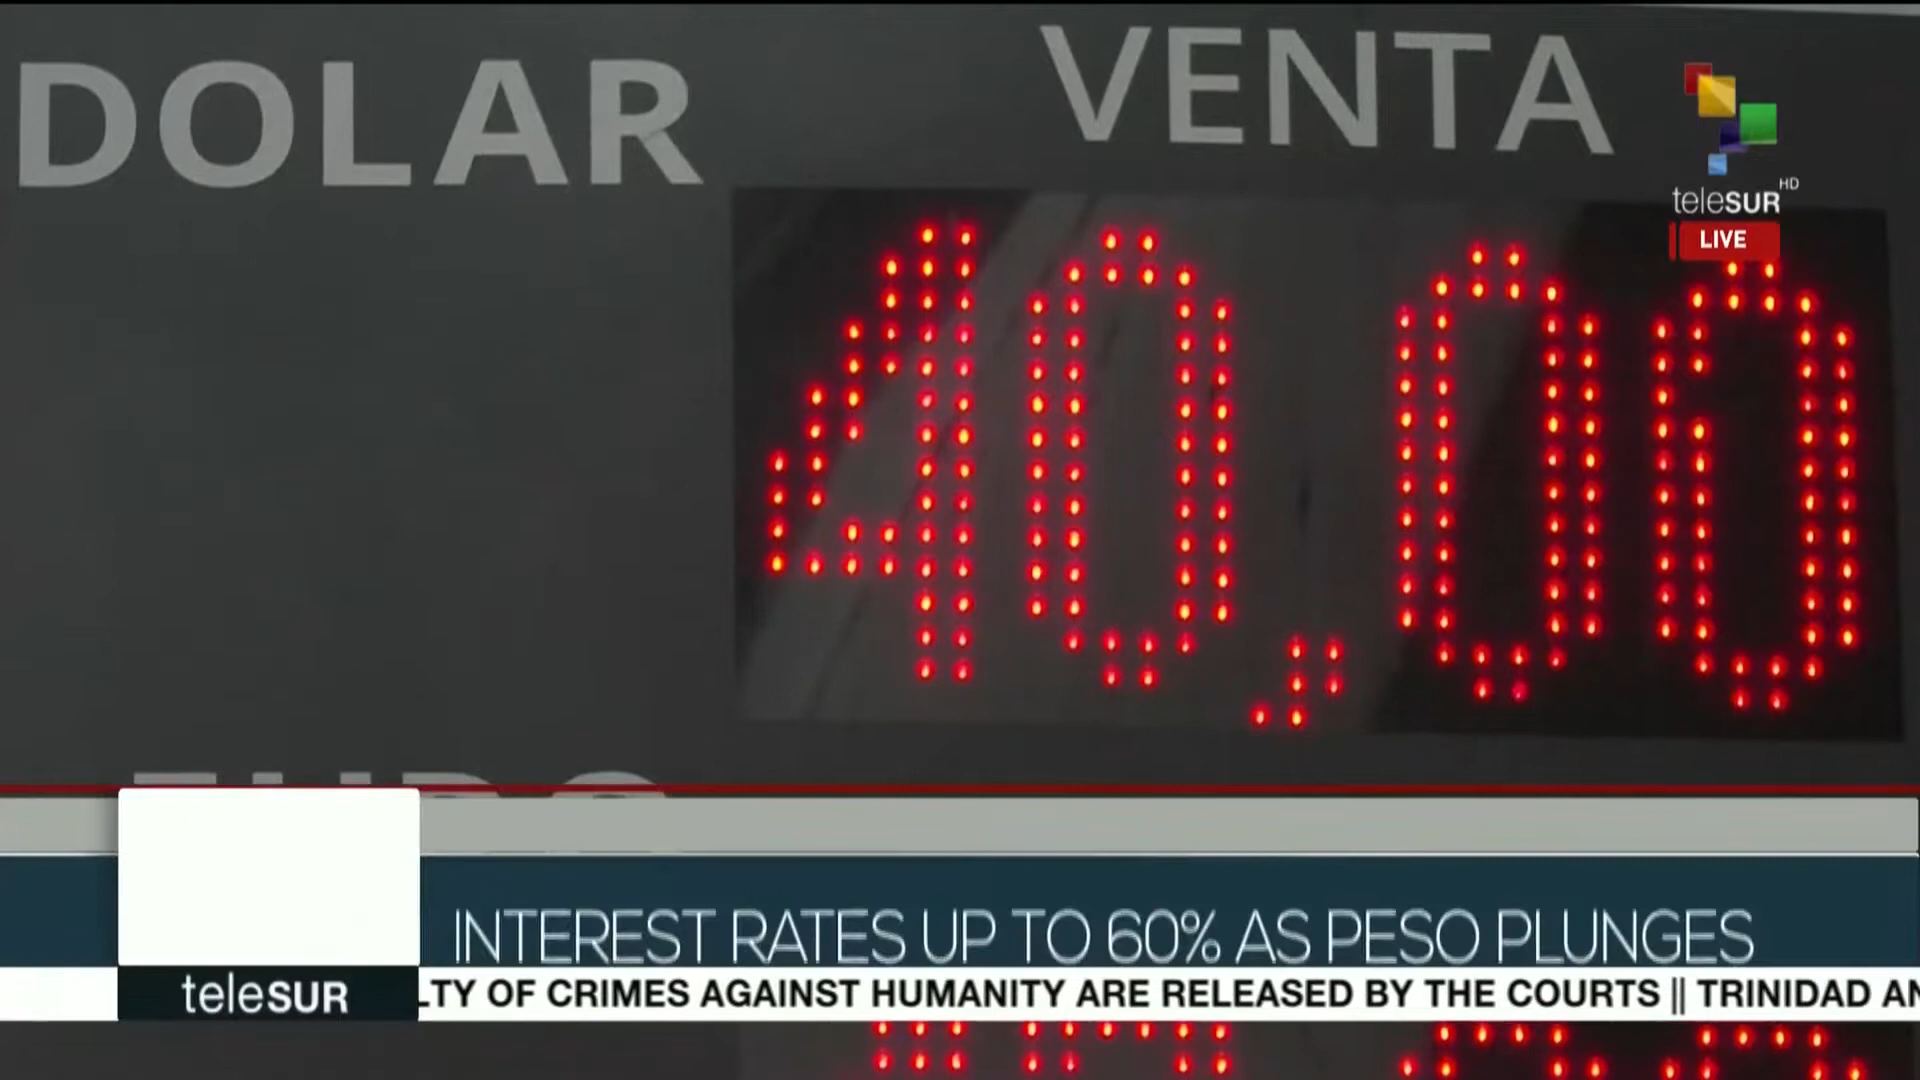 DOLAR
VENTA
teleSUR HD
LIVE
40,00
EURO
INTEREST RATES UP TO 60% AS PESO PLUNGES
teleSUR
LTY OF CRIMES AGAINST HUMANITY ARE RELEASED BY THE COURTS || TRINIDAD AN